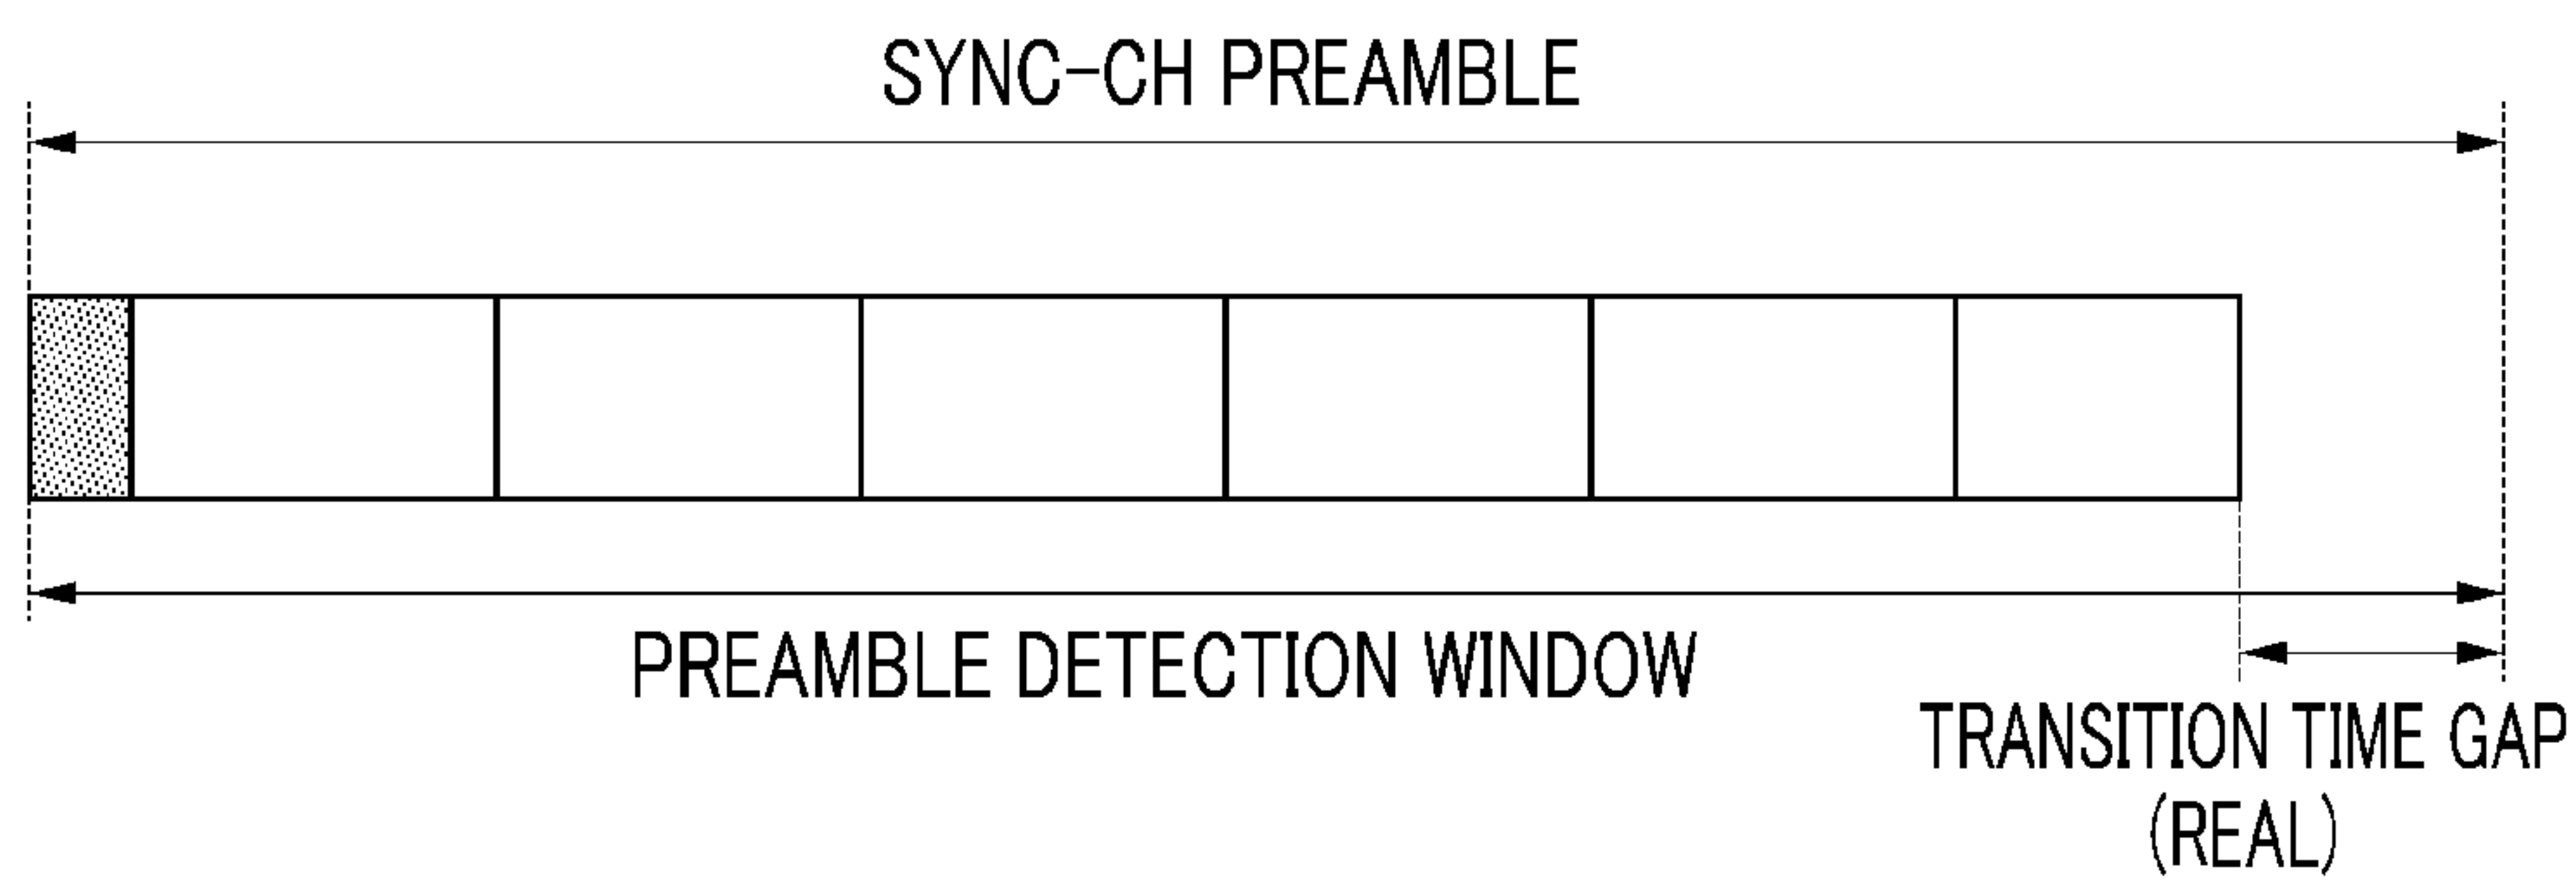 SYNC-CH PREAMBLE
PREAMBLE DETECTION WINDOW
TRANSITION TIME GAP
(REAL)